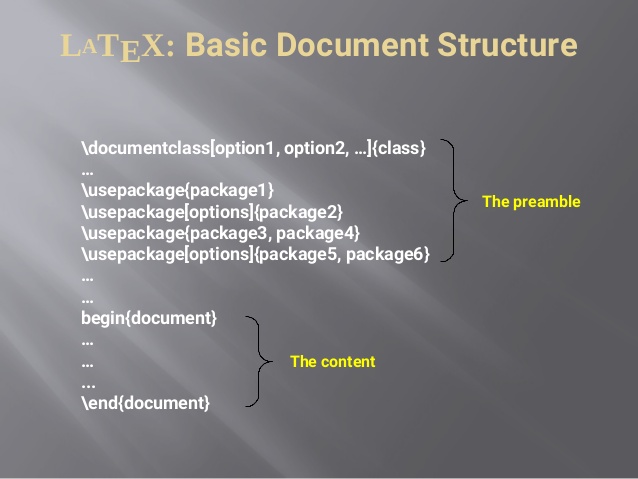 LATEX: Basic Document Structure
\documentclass[option1, option2, …]{class}
…
\usepackage{package1}
\usepackage[options]{package2}
\usepackage{package3, package4}
\usepackage[options]{package5, package6}
The preamble
…
…
begin{document}
…
…
...
\end{document}
The content